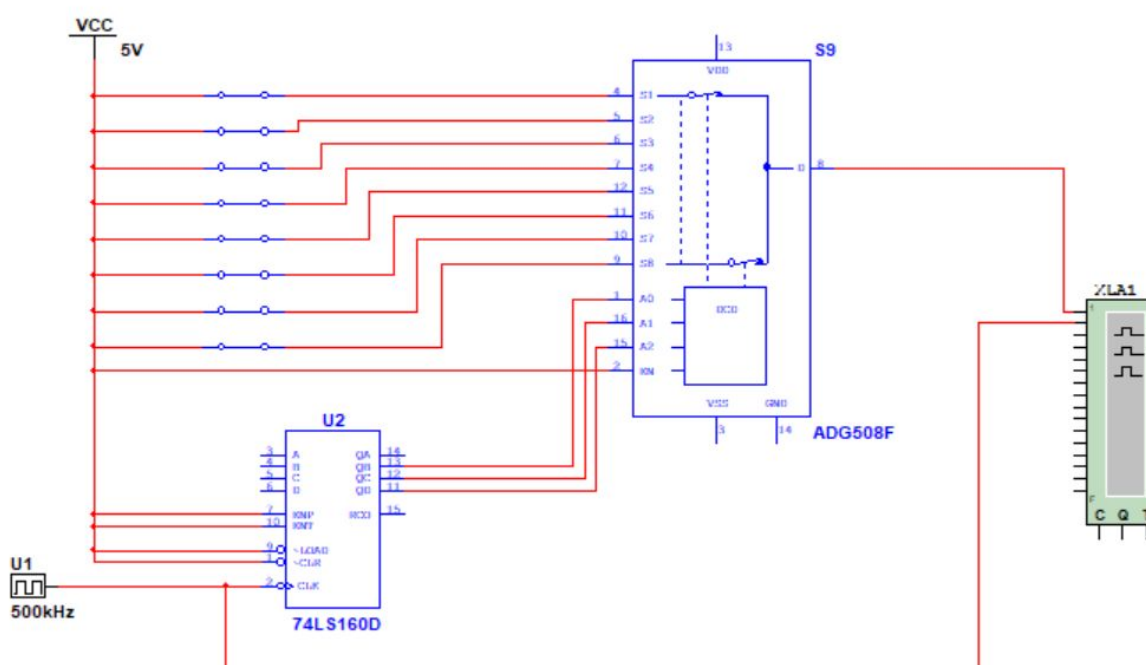 VCC
5V
S9
13
VDD
4 S1
5 S2
6 S3
7 S4
12 S5
11 S6
10 S7
9 S8
D 8
1 A0
16 A1
15 A2
2 EN
DCD
VSS GND
3 14
ADG508F
XLA1
1
F
C Q T
U2
3 A QA 14
4 B QB 13
5 C QC 12
6 D QD 11
7 ENP RCO 15
10 ENT
9 ~LOAD
1 ~CLR
2 CLK
74LS160D
U1
500kHz